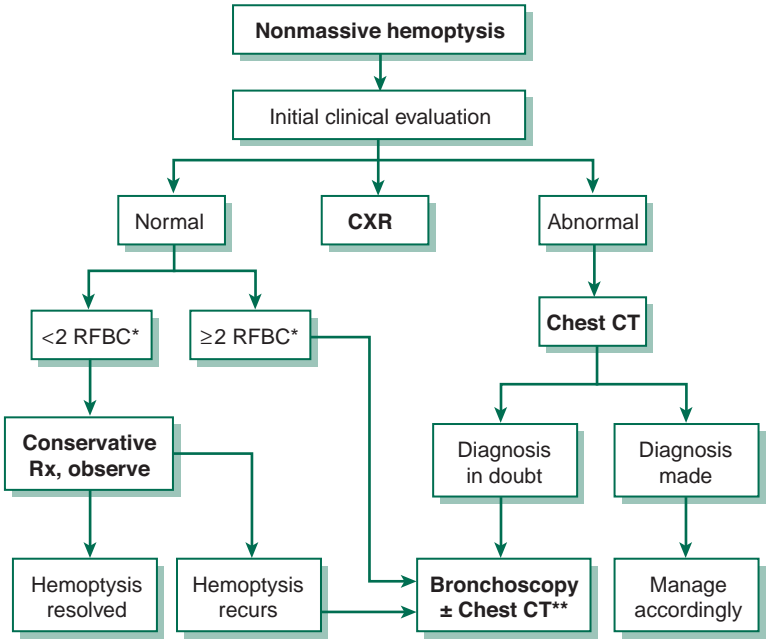 Nonmassive hemoptysis
Initial clinical evaluation
Normal
CXR
Abnormal
<2 RFBC*
≥2 RFBC*
Chest CT
Conservative
Rx, observe
Diagnosis
in doubt
Diagnosis
made
Hemoptysis
resolved
Hemoptysis
recurs
Bronchoscopy
± Chest CT**
Manage
accordingly